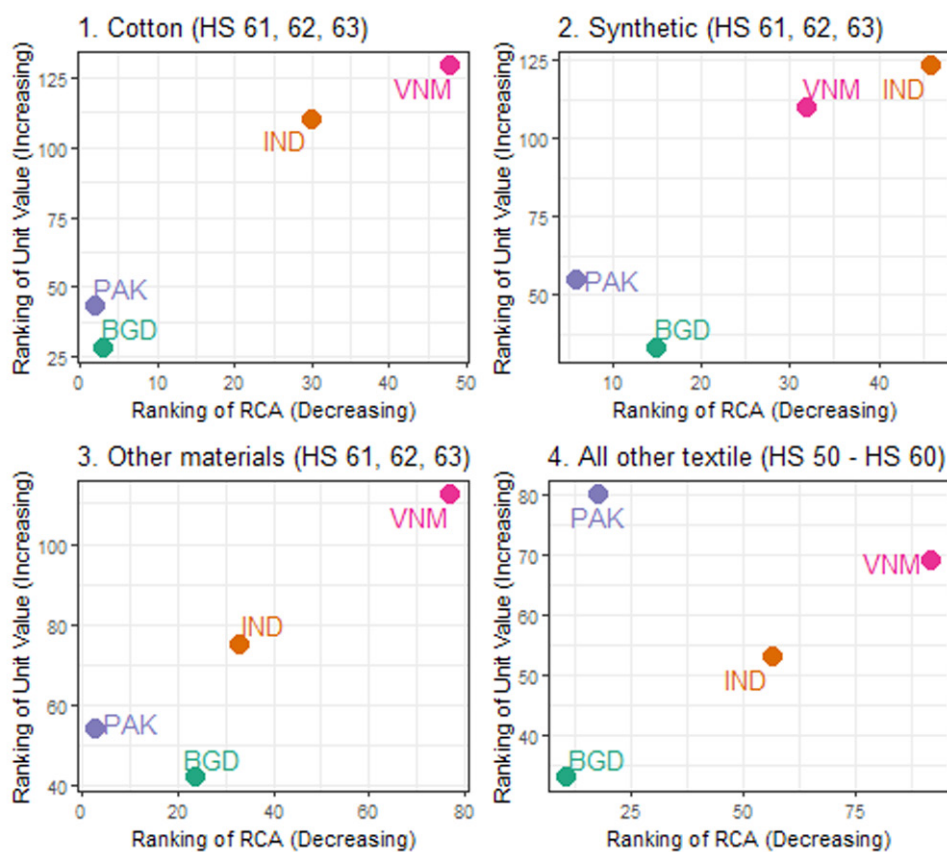 1. Cotton (HS 61, 62, 63)
Ranking of Unit Value (Increasing)
125
100
75
50
25
VNM
IND
PAK
BGD
0 10 20 30 40 50
Ranking of RCA (Decreasing)
2. Synthetic (HS 61, 62, 63)
Ranking of Unit Value (Increasing)
125
100
75
50
VNM IND
PAK
BGD
10 20 30 40
Ranking of RCA (Decreasing)
3. Other materials (HS 61, 62, 63)
Ranking of Unit Value (Increasing)
100
80
60
40
VNM
IND
PAK
BGD
0 20 40 60 80
Ranking of RCA (Decreasing)
4. All other textile (HS 50 - HS 60)
Ranking of Unit Value (Increasing)
80
70
60
50
40
PAK
VNM
IND
BGD
25 50 75
Ranking of RCA (Decreasing)